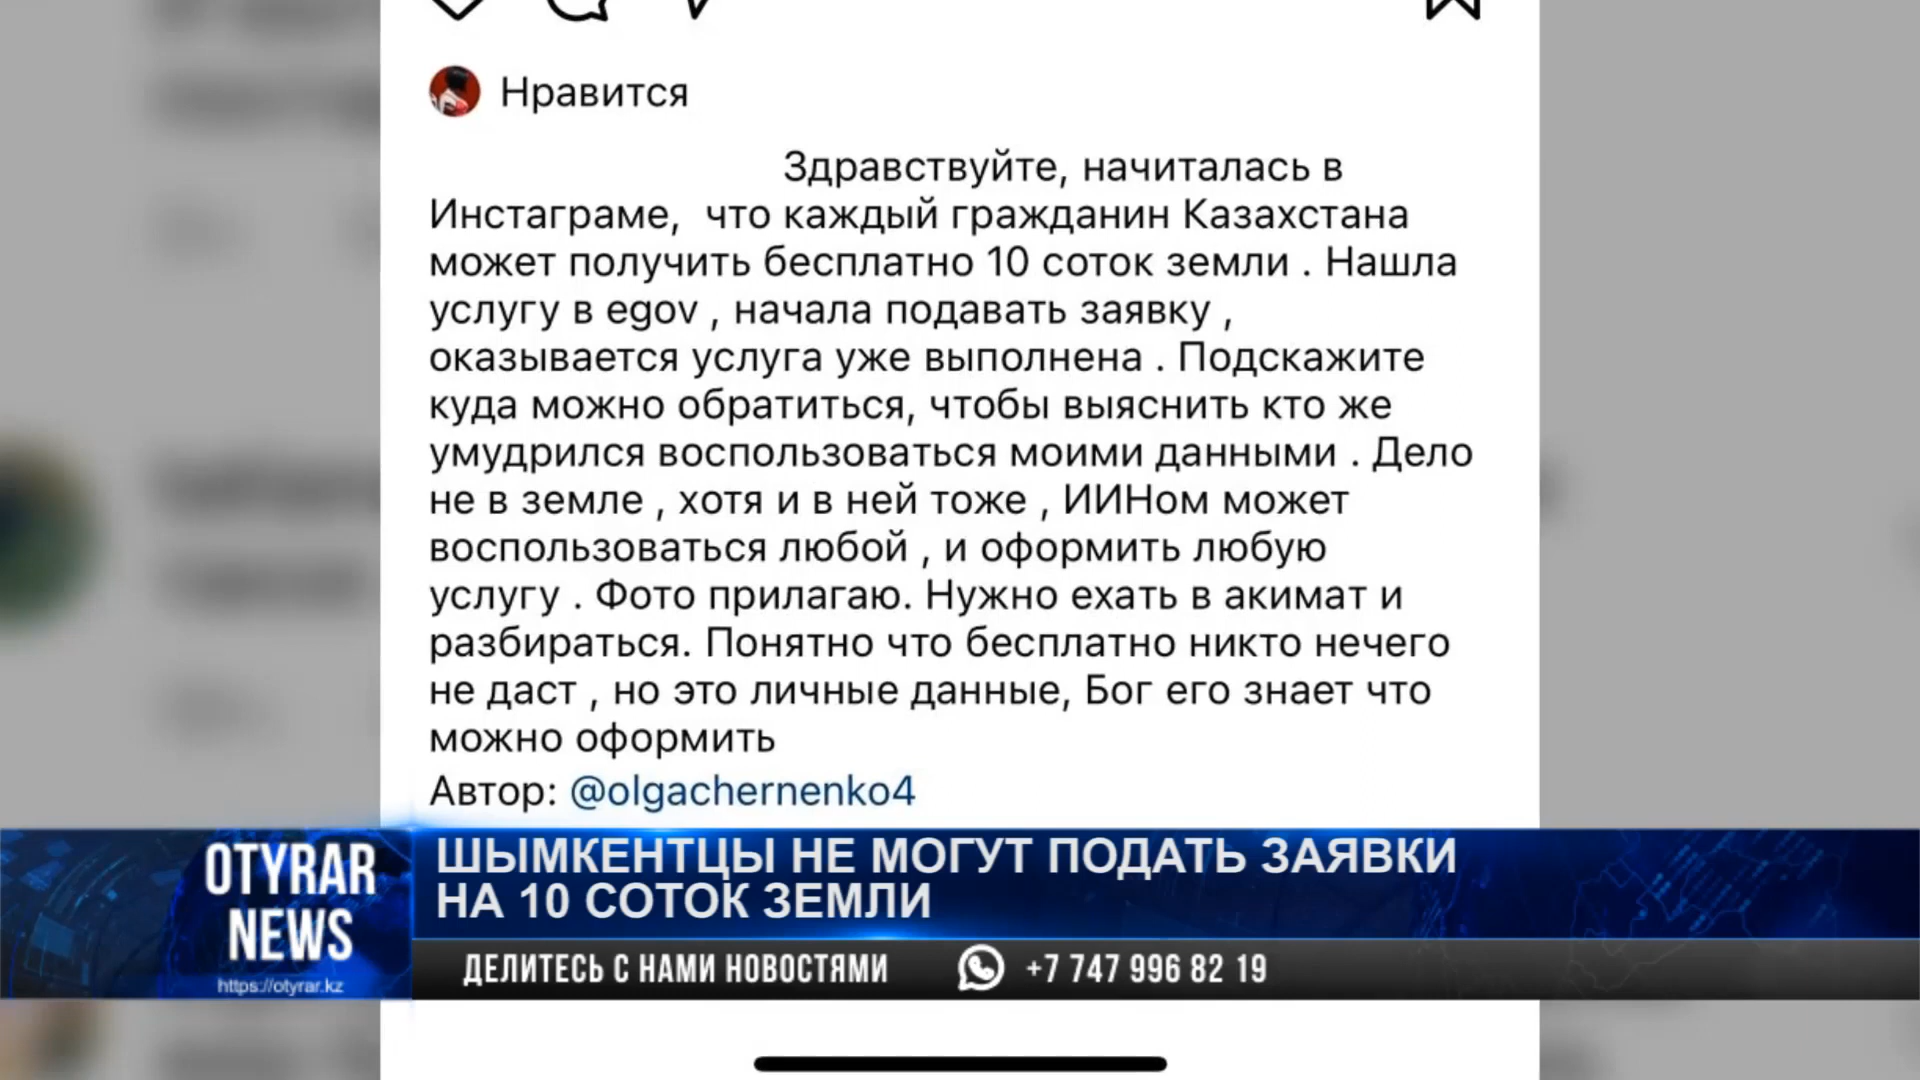 Нравится
Здравствуйте, начиталась в
Инстаграме, что каждый гражданин Казахстана
может получить бесплатно 10 соток земли . Нашла
услугу в egov , начала подавать заявку ,
оказывается услуга уже выполнена . Подскажите
куда можно обратиться, чтобы выяснить кто же
умудрился воспользоваться моими данными . Дело
не в земле , хотя и в ней тоже , ИИНом может
воспользоваться любой , и оформить любую
услугу . Фото прилагаю. Нужно ехать в акимат и
разбираться. Понятно что бесплатно никто нечего
не даст , но это личные данные, Бог его знает что
можно оформить
Автор: @olgachernenko4
OTYRAR
NEWS
https://otyrar.kz
ШЫМКЕНТЦЫ НЕ МОГУТ ПОДАТЬ ЗАЯВКИ
НА 10 СОТОК ЗЕМЛИ
ДЕЛИТЕСЬ С НАМИ НОВОСТЯМИ +7 747 996 82 19